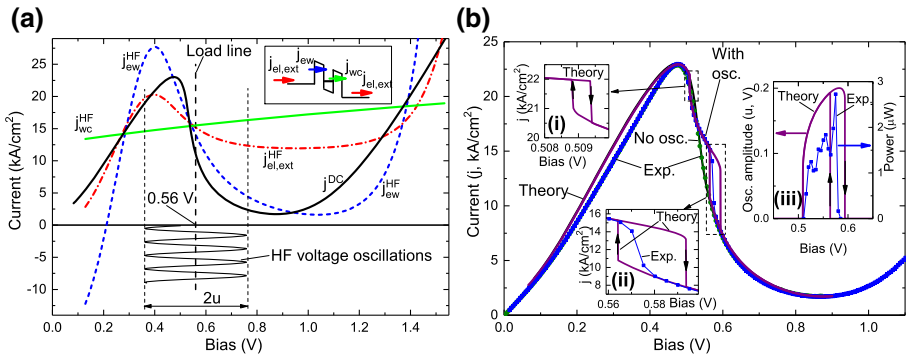 (a)
Current (kA/cm²)
25
20
15
10
5
0
-5
-10
j_ew^HF
Load line
j_ew
j_el,ext
j_wc
j_el,ext
j_wc^HF
j_el,ext^HF
j^DC
j_ew^HF
0.56 V
HF voltage oscillations
2u
0.0 0.2 0.4 0.6 0.8 1.0 1.2 1.4
Bias (V)
(b)
Current (j, kA/cm²)
25
20
15
10
5
0
With
osc.
No osc.
Exp.
Theory
j (kA/cm²)
22
21
20
Theory
(i)
0.508 0.509
Bias (V)
j (kA/cm²)
16
14
12
10
8
Theory
Exp.
(ii)
0.56 0.58 Bias (V)
Osc. amplitude (u, V)
0.2
0.1
0.0
Theory
Exp.
(iii)
3
2
1
0
Power (µW)
0.5 0.6
Bias (V)
0.0 0.2 0.4 0.6 0.8 1.0
Bias (V)